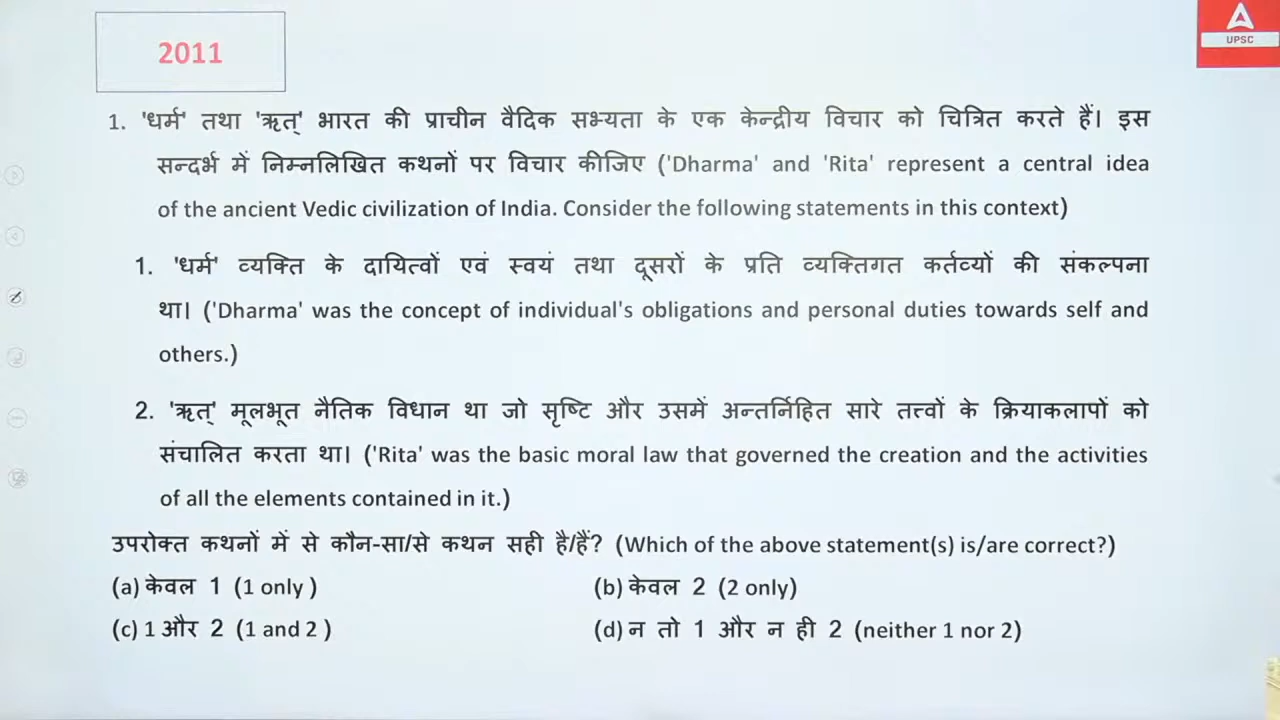 2011
UPSC
1. 'धर्म' तथा 'ऋत्' भारत की प्राचीन वैदिक सभ्यता के एक केन्द्रीय विचार को चित्रित करते हैं। इस
सन्दर्भ में निम्नलिखित कथनों पर विचार कीजिए ('Dharma' and 'Rita' represent a central idea
of the ancient Vedic civilization of India. Consider the following statements in this context)
1. 'धर्म' व्यक्ति के दायित्वों एवं स्वयं तथा दूसरों के प्रति व्यक्तिगत कर्तव्यों की संकल्पना
था। ('Dharma' was the concept of individual's obligations and personal duties towards self and
others.)
2. 'ऋत्' मूलभूत नैतिक विधान था जो सृष्टि और उसमें अन्तर्निहित सारे तत्त्वों के क्रियाकलापों को
संचालित करता था। ('Rita' was the basic moral law that governed the creation and the activities
of all the elements contained in it.)
उपरोक्त कथनों में से कौन-सा/से कथन सही है/हैं? (Which of the above statement(s) is/are correct?)
(a) केवल 1 (1 only )
(b) केवल 2 (2 only)
(c) 1 और 2 (1 and 2 )
(d) न तो 1 और न ही 2 (neither 1 nor 2)